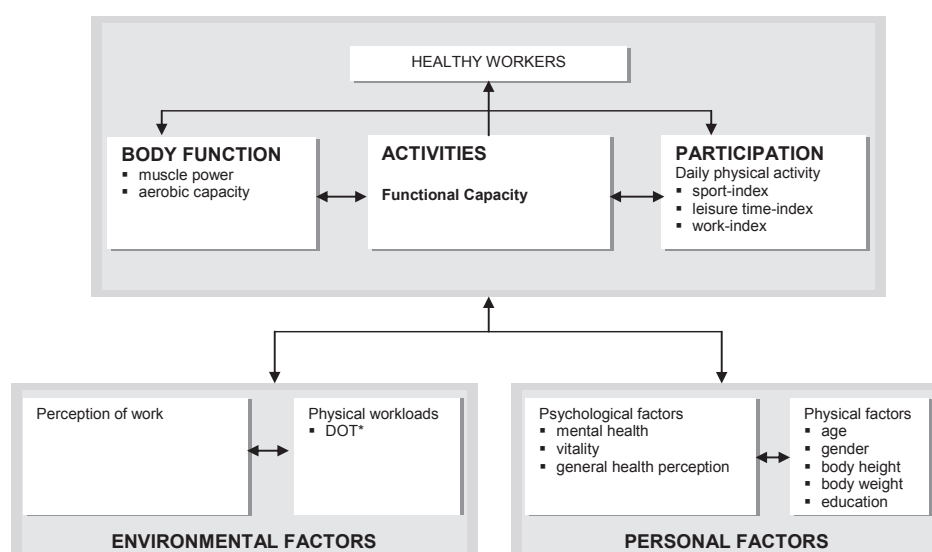 HEALTHY WORKERS
BODY FUNCTION
▪ muscle power
▪ aerobic capacity
ACTIVITIES
Functional Capacity
PARTICIPATION
Daily physical activity
▪ sport-index
▪ leisure time-index
▪ work-index
Perception of work
Physical workloads
▪ DOT*
ENVIRONMENTAL FACTORS
Psychological factors
▪ mental health
▪ vitality
▪ general health perception
Physical factors
▪ age
▪ gender
▪ body height
▪ body weight
▪ education
PERSONAL FACTORS